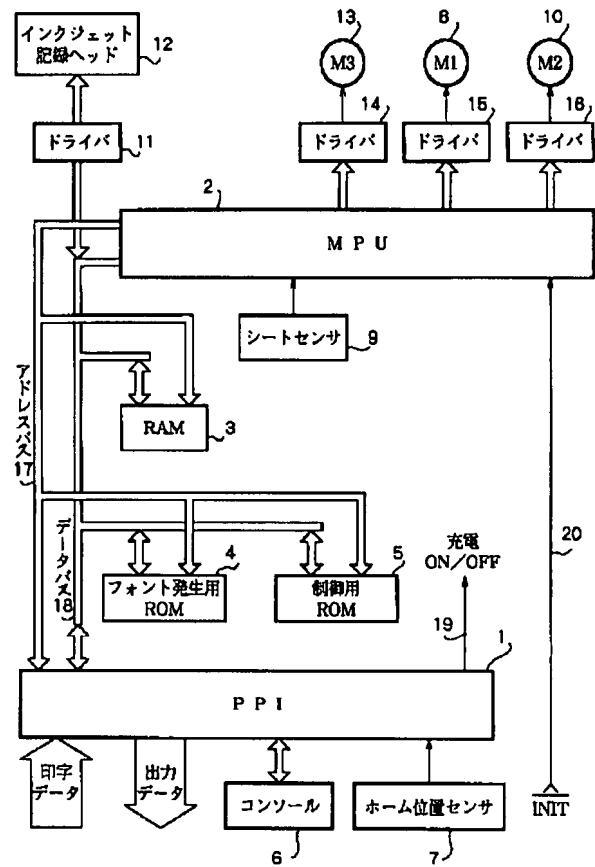 インクジェット
記録ヘッド
12
13
8
10
M3
M1
M2
ドライバ
11
14
15
16
ドライバ
ドライバ
ドライバ
2
MPU
シートセンサ
9
RAM
3
アドレスバス
17
データバス
18
フォント発生用
ROM
4
制御用
ROM
5
充電
ON/OFF
19
20
1
PPI
印字
データ
出力
データ
コンソール
6
ホーム位置センサ
7
INIT